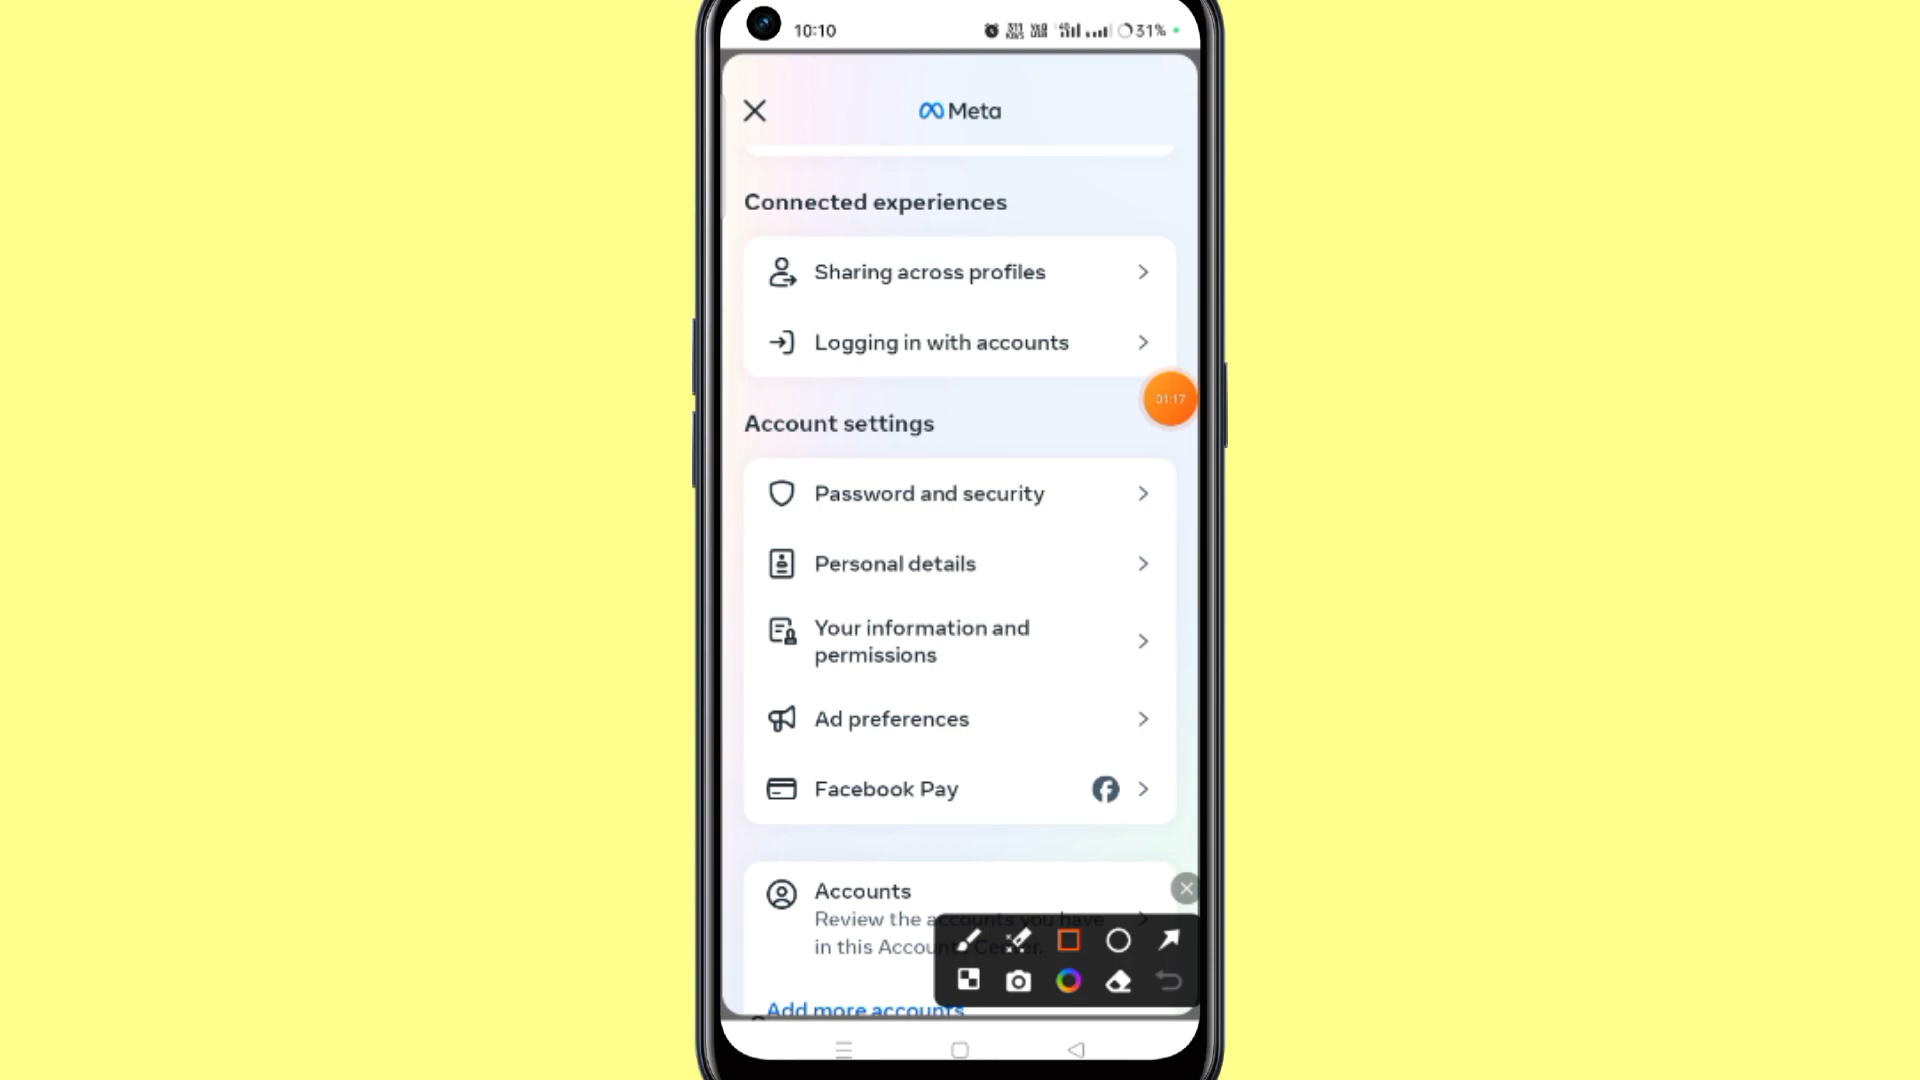 10:10
31%
Meta
Connected experiences
Sharing across profiles
Logging in with accounts
01:17
Account settings
Password and security
Personal details
Your information and
permissions
Ad preferences
Facebook Pay
Accounts
Review the accounts you have
in this Accounts Center.
Add more accounts